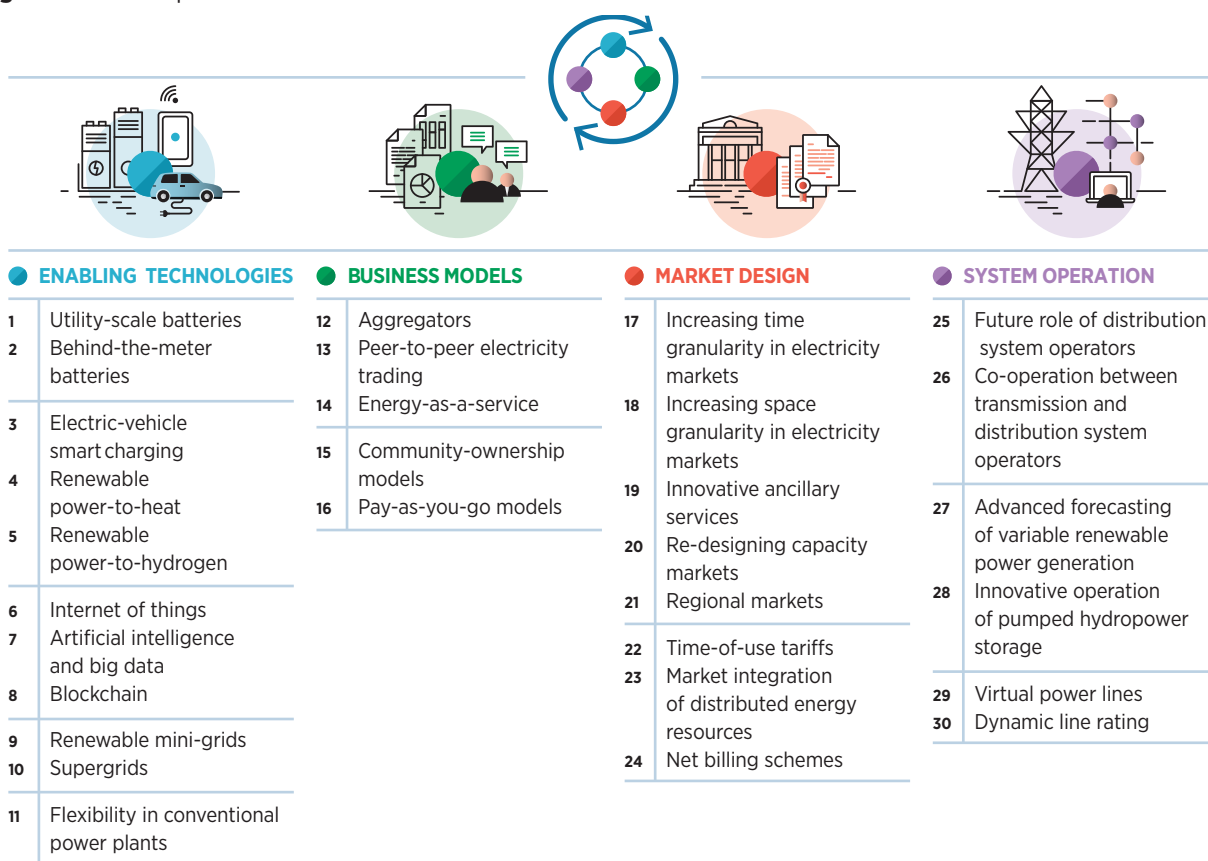 ENABLING TECHNOLOGIES
1 Utility-scale batteries
2 Behind-the-meter
batteries
3 Electric-vehicle
smart charging
4 Renewable
power-to-heat
5 Renewable
power-to-hydrogen
6 Internet of things
7 Artificial intelligence
and big data
8 Blockchain
9 Renewable mini-grids
10 Supergrids
11 Flexibility in conventional
power plants
BUSINESS MODELS
12 Aggregators
13 Peer-to-peer electricity
trading
14 Energy-as-a-service
15 Community-ownership
models
16 Pay-as-you-go models
MARKET DESIGN
17 Increasing time
granularity in electricity
markets
18 Increasing space
granularity in electricity
markets
19 Innovative ancillary
services
20 Re-designing capacity
markets
21 Regional markets
22 Time-of-use tariffs
23 Market integration
of distributed energy
resources
24 Net billing schemes
SYSTEM OPERATION
25 Future role of distribution
system operators
26 Co-operation between
transmission and
distribution system
operators
27 Advanced forecasting
of variable renewable
power generation
28 Innovative operation
of pumped hydropower
storage
29 Virtual power lines
30 Dynamic line rating